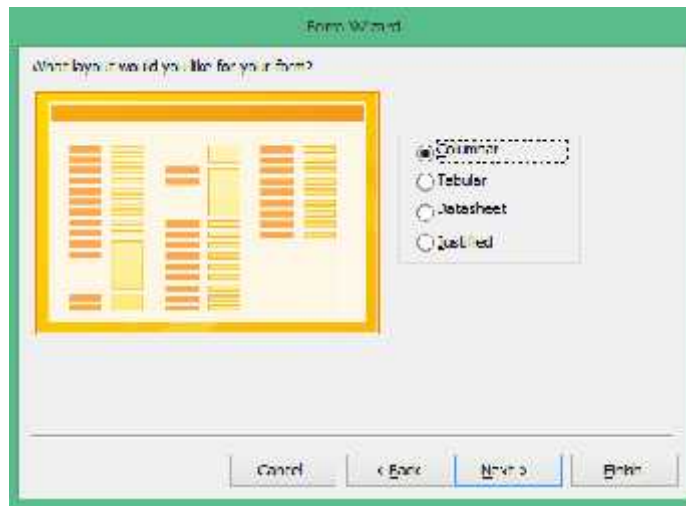 Form Wizard
What layout would you like for your form?
Columnar
Tabular
Datasheet
Justified
Cancel
< Back
Next >
Finish